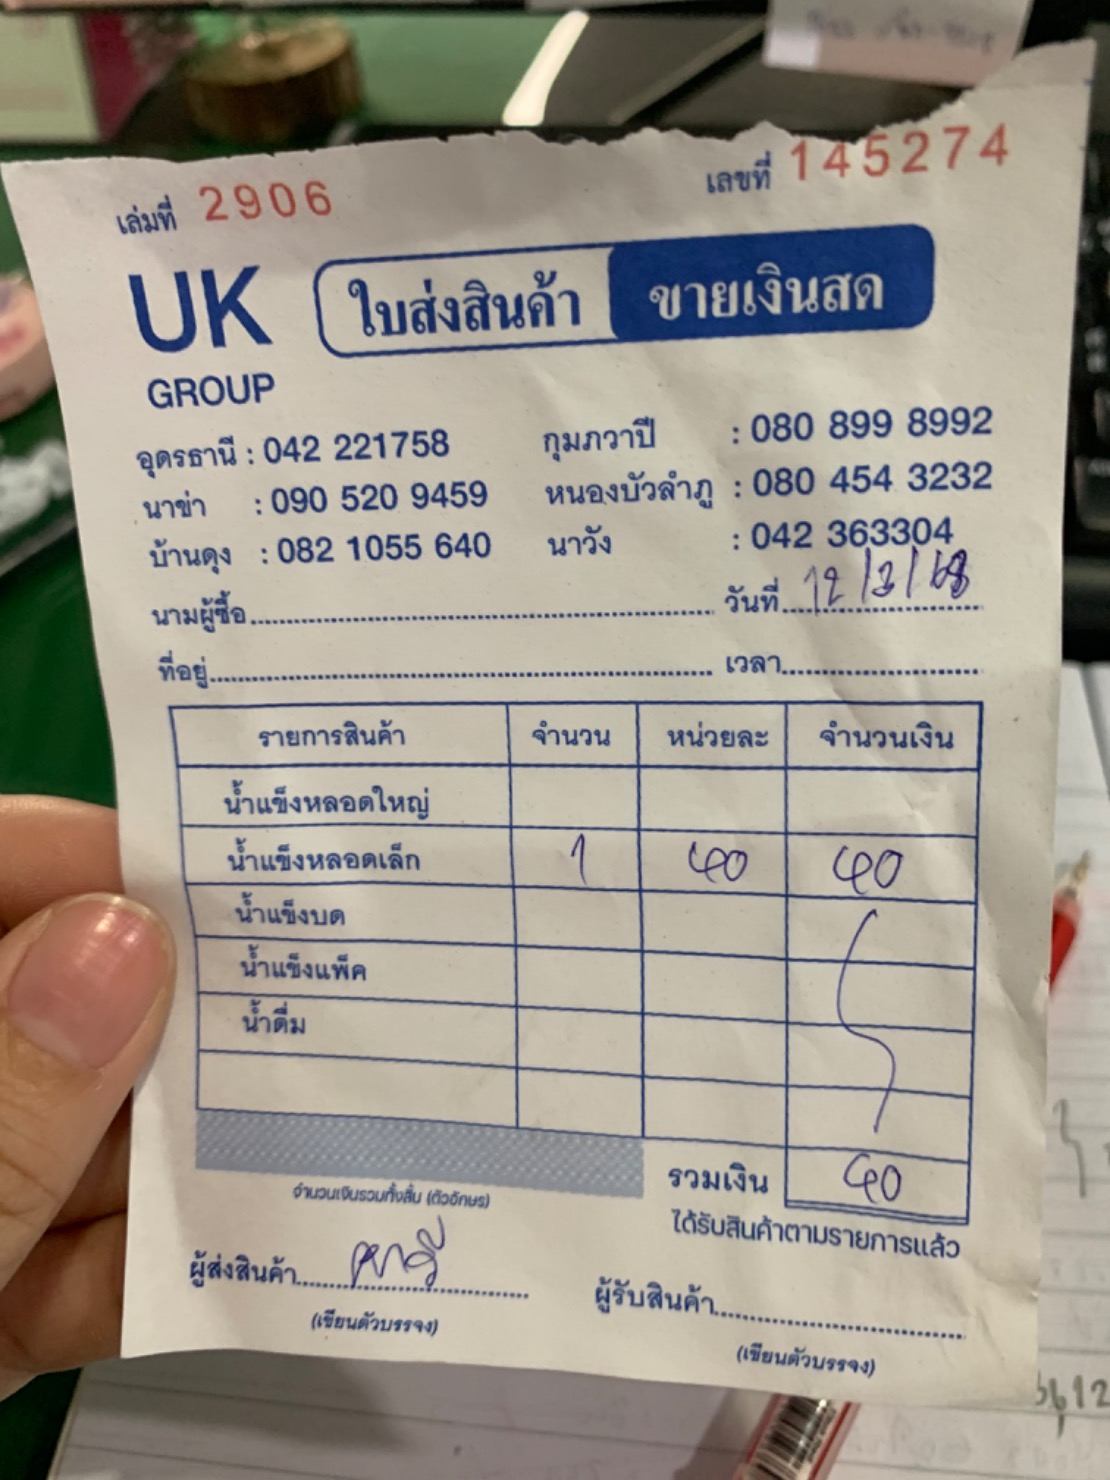 เล่มที่ 2906 เลขที่ 145274
UK GROUP
ใบส่งสินค้า ขายเงินสด
อุดรธานี : 042 221758 กุมภวาปี : 080 899 8992
นาข่า : 090 520 9459 หนองบัวลำภู : 080 454 3232
บ้านดุง : 082 1055 640 นาวัง : 042 363304
นามผู้ซื้อ วันที่ 12/3/68
ที่อยู่ เวลา
รายการสินค้า จำนวน หน่วยละ จำนวนเงิน
น้ำแข็งหลอดใหญ่
น้ำแข็งหลอดเล็ก 1 40 40
น้ำแข็งบด
น้ำแข็งแพ็ค
น้ำดื่ม
รวมเงิน 40
จำนวนเงินรวมทั้งสิ้น (ตัวอักษร)
ได้รับสินค้าตามรายการแล้ว
ผู้ส่งสินค้า ผู้รับสินค้า
(เขียนตัวบรรจง) (เขียนตัวบรรจง)